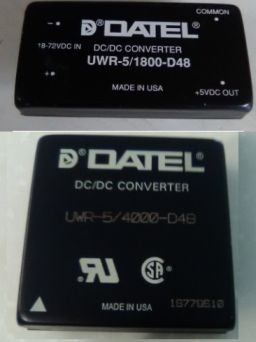 COMMON
DATEL
18-72VDC IN
DC/DC CONVERTER
UWR-5/1800-D48
+5VDC OUT
MADE IN USA
DATEL
DC/DC CONVERTER
UWR-5/4000-D48
MADE IN USA